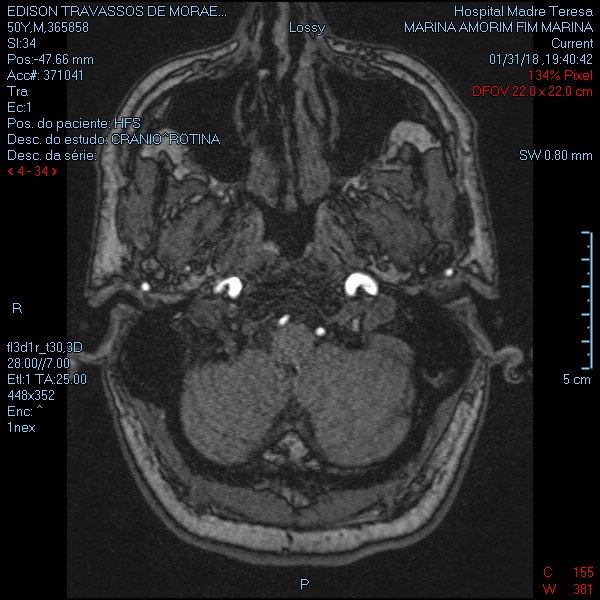 EDISON TRAVASSOS DE MORAE...
50Y,M,365858
Sl:34
Pos:-47.66 mm
Acc#: 371041
Tra
Ec:1
Pos. do paciente: HFS
Desc. do estudo: CRANIO^ROTINA
Desc. da série:
< 4 - 34 >
Lossy
Hospital Madre Teresa
MARINA AMORIM FIM MARINA
Current
01/31/18 ,19:40:42
134% Pixel
DFOV 22.0 x 22.0 cm
SW 0.80 mm
R
fl3d1r_t30,3D
28.00//7.00
Etl:1 TA:25.00
448x352
Enc: ^
1nex
5 cm
P
C 155
W 381